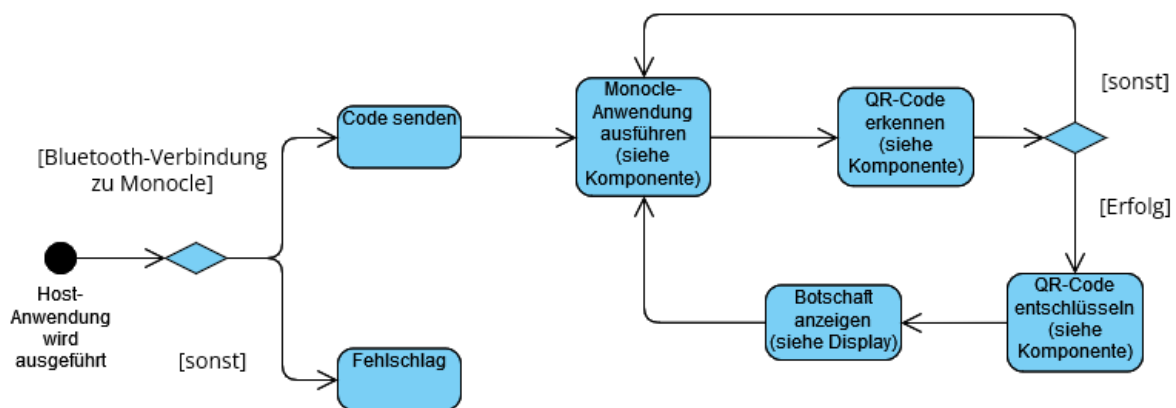 [Bluetooth-Verbindung
zu Monocle]
Host-
Anwendung
wird
ausgeführt
[sonst]
Code senden
Fehlschlag
Monocle-
Anwendung
ausführen
(siehe
Komponente)
QR-Code
erkennen
(siehe
Komponente)
[sonst]
[Erfolg]
QR-Code
entschlüsseln
(siehe
Komponente)
Botschaft
anzeigen
(siehe Display)